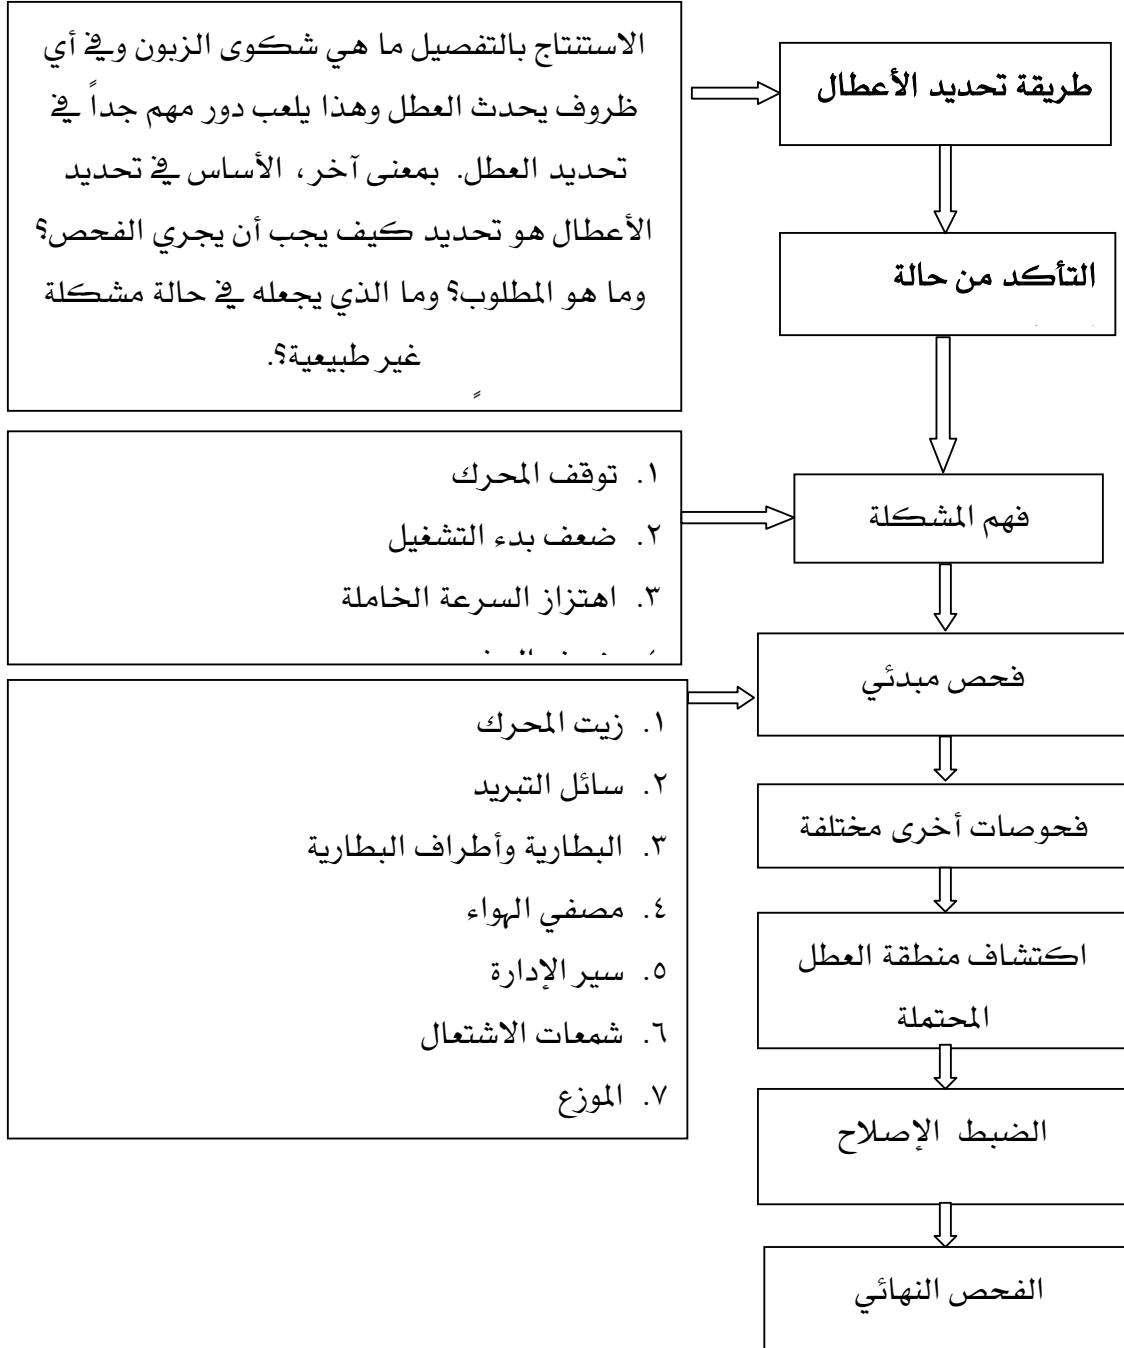 طريقة تحديد الأعطال
الاستنتاج بالتفصيل ما هي شكوى الزبون وفي أي
ظروف يحدث العطل وهذا يلعب دور مهم جداً في
تحديد العطل. بمعنى آخر، الأساس في تحديد
الأعطال هو تحديد كيف يجب أن يجري الفحص؟
وما هو المطلوب؟ وما الذي يجعله في حالة مشكلة
غير طبيعية؟.
التأكد من حالة
فهم المشكلة
١. توقف المحرك
٢. ضعف بدء التشغيل
٣. اهتزاز السرعة الخاملة
فحص مبدئي
١. زيت المحرك
٢. سائل التبريد
٣. البطارية وأطراف البطارية
٤. مصفي الهواء
٥. سير الإدارة
٦. شمعات الاشتعال
٧. الموزع
فحوصات أخرى مختلفة
اكتشاف منطقة العطل
المحتملة
الضبط الإصلاح
الفحص النهائي